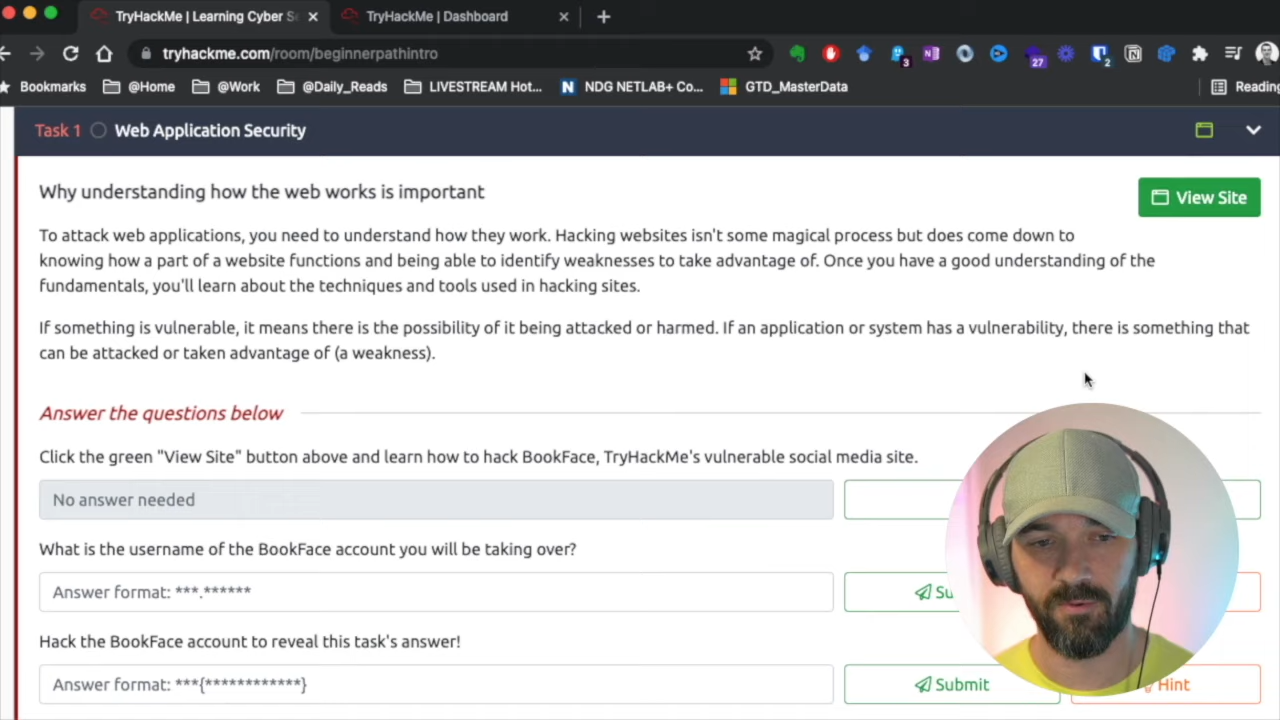 TryHackMe | Learning Cyber S
TryHackMe | Dashboard
tryhackme.com/room/beginnerpathintro
3
27
2
Bookmarks
@Home
@Work
@Daily_Reads
LIVESTREAM Hot...
NDG NETLAB+ Co...
GTD_MasterData
Reading
Task 1 Web Application Security
Why understanding how the web works is important
View Site
To attack web applications, you need to understand how they work. Hacking websites isn't some magical process but does come down to
knowing how a part of a website functions and being able to identify weaknesses to take advantage of. Once you have a good understanding of the
fundamentals, you'll learn about the techniques and tools used in hacking sites.
If something is vulnerable, it means there is the possibility of it being attacked or harmed. If an application or system has a vulnerability, there is something that
can be attacked or taken advantage of (a weakness).
Answer the questions below
Click the green "View Site" button above and learn how to hack BookFace, TryHackMe's vulnerable social media site.
No answer needed
What is the username of the BookFace account you will be taking over?
Answer format: ***.******
Su
Hack the BookFace account to reveal this task's answer!
Answer format: ***{************}
Submit
Hint